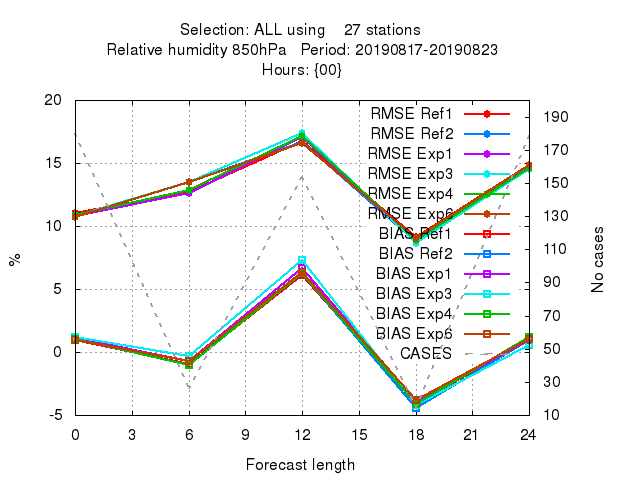 Selection: ALL using 27 stations
Relative humidity 850hPa Period: 20190817-20190823
Hours: {00}
20
15
10
5
0
-5
%
190
170
150
130
110
90
70
50
30
10
No cases
RMSE Ref1
RMSE Ref2
RMSE Exp1
RMSE Exp3
RMSE Exp4
RMSE Exp6
BIAS Ref1
BIAS Ref2
BIAS Exp1
BIAS Exp3
BIAS Exp4
BIAS Exp6
CASES
0 3 6 9 12 15 18 21 24
Forecast length